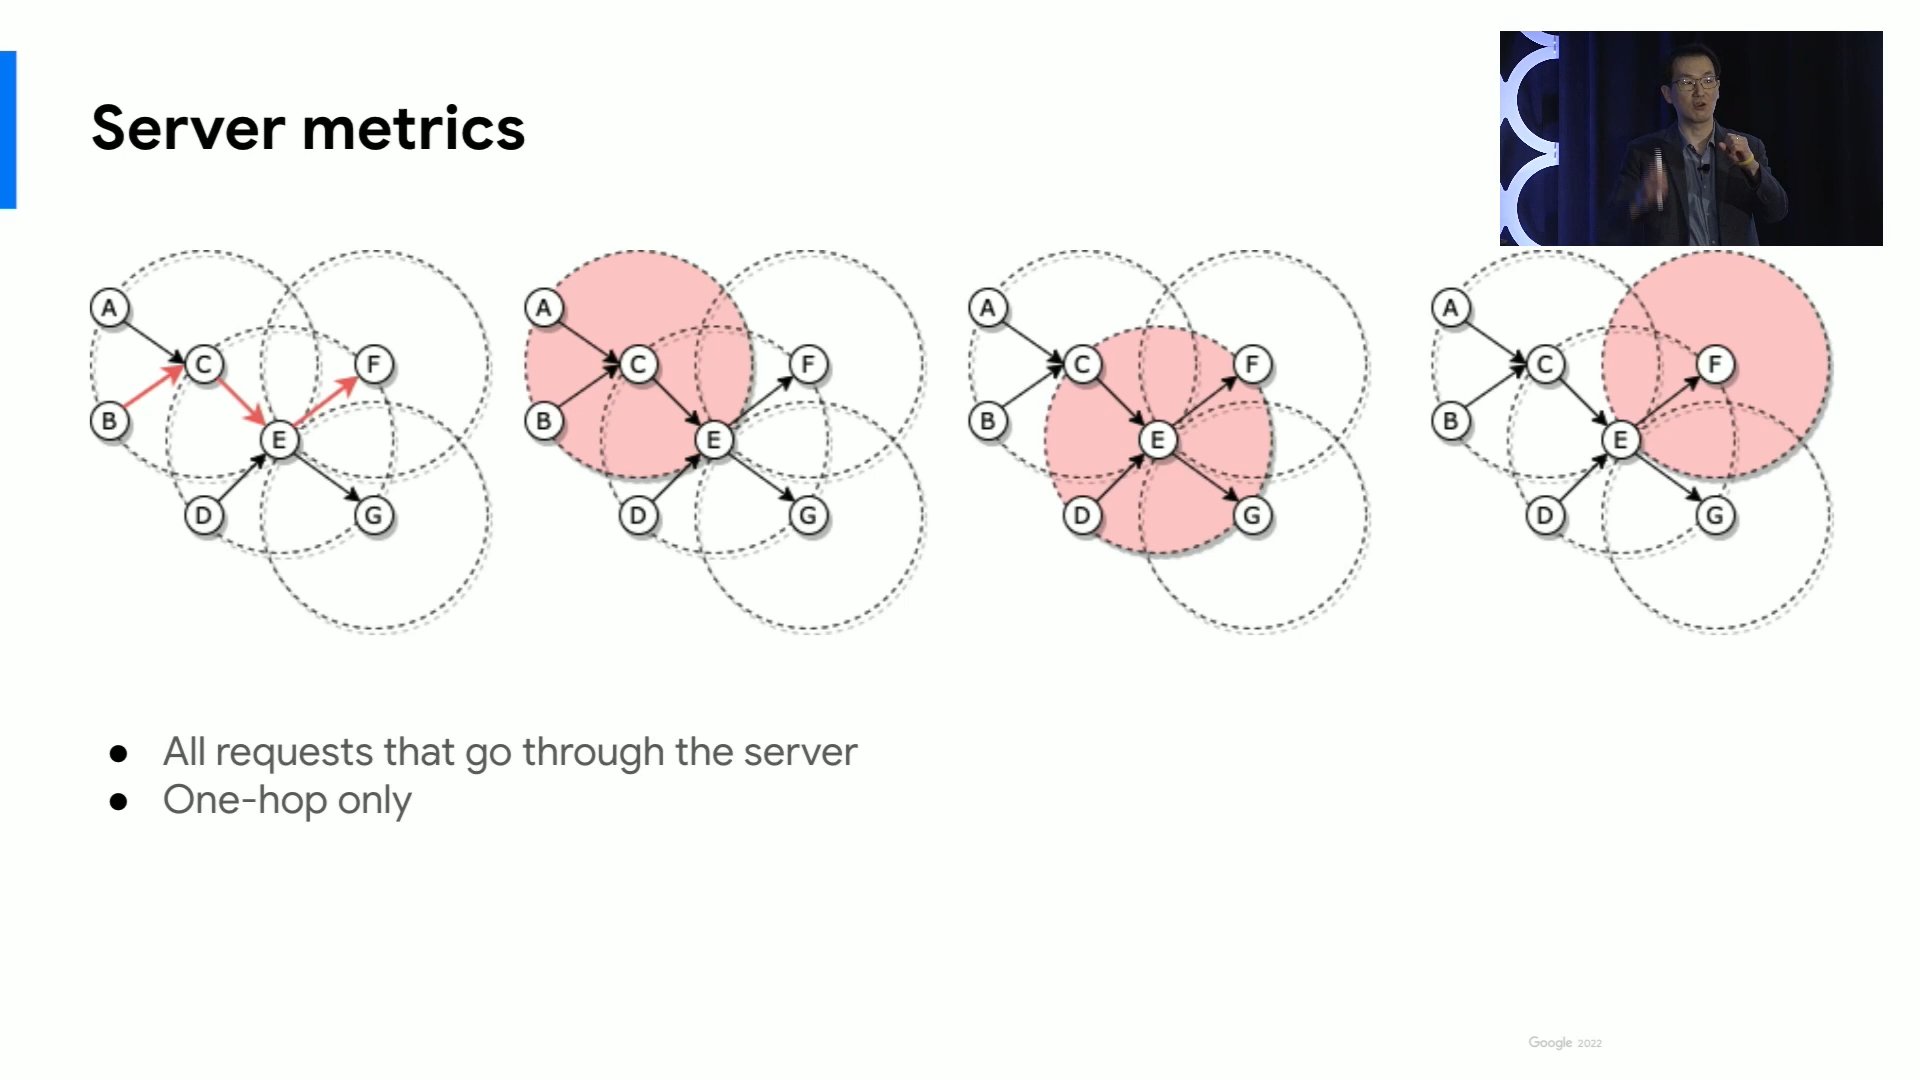 Server metrics
A
C
F
B
E
D
G
A
C
F
B
E
D
G
A
C
F
B
E
D
G
A
C
F
B
E
D
G
● All requests that go through the server
● One-hop only
Google 2022